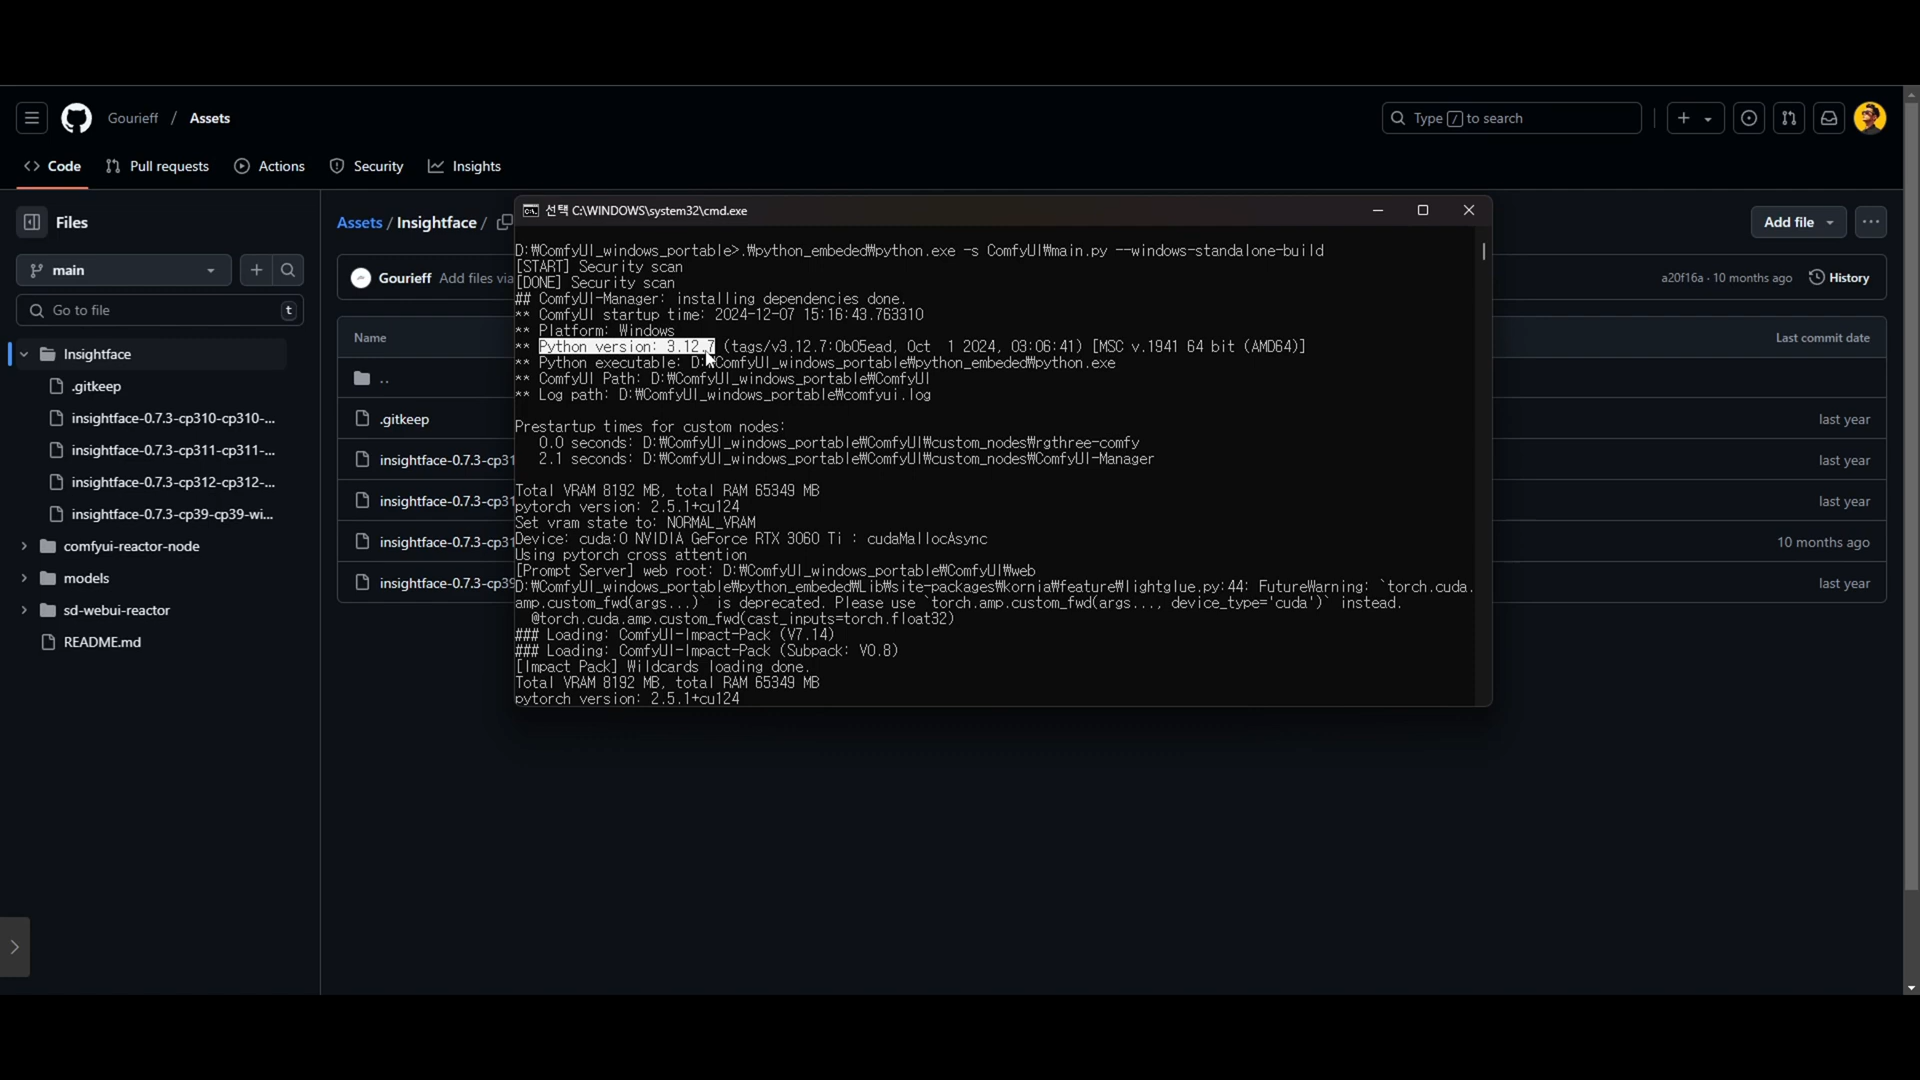 Gourieff / Assets
Type / to search
Code
Pull requests
Actions
Security
Insights
Files
main
Go to file
t
Insightface
.gitkeep
insightface-0.7.3-cp310-cp310-...
insightface-0.7.3-cp311-cp311-...
insightface-0.7.3-cp312-cp312-...
insightface-0.7.3-cp39-cp39-wi...
comfyui-reactor-node
models
sd-webui-reactor
README.md
Assets / Insightface /
Add file
Gourieff Add files via
a20f16a · 10 months ago
History
Name
Last commit date
..
.gitkeep
last year
insightface-0.7.3-cp31
last year
insightface-0.7.3-cp31
last year
insightface-0.7.3-cp31
10 months ago
insightface-0.7.3-cp39
last year
선택 C:\WINDOWS\system32\cmd.exe
D:₩ComfyUI_windows_portable>.₩python_embeded₩python.exe -s ComfyUI₩main.py --windows-standalone-build
[START] Security scan
[DONE] Security scan
## ComfyUI-Manager: installing dependencies done.
** ComfyUI startup time: 2024-12-07 15:16:43.763310
** Platform: Windows
** Python version: 3.12.7 (tags/v3.12.7:0b05ead, Oct  1 2024, 03:06:41) [MSC v.1941 64 bit (AMD64)]
** Python executable: D:₩ComfyUI_windows_portable₩python_embeded₩python.exe
** ComfyUI Path: D:₩ComfyUI_windows_portable₩ComfyUI
** Log path: D:₩ComfyUI_windows_portable₩comfyui.log
Prestartup times for custom nodes:
0.0 seconds: D:₩ComfyUI_windows_portable₩ComfyUI₩custom_nodes₩rgthree-comfy
2.1 seconds: D:₩ComfyUI_windows_portable₩ComfyUI₩custom_nodes₩ComfyUI-Manager
Total VRAM 8192 MB, total RAM 65349 MB
pytorch version: 2.5.1+cu124
Set vram state to: NORMAL_VRAM
Device: cuda:0 NVIDIA GeForce RTX 3060 Ti : cudaMallocAsync
Using pytorch cross attention
[Prompt Server] web root: D:₩ComfyUI_windows_portable₩ComfyUI₩web
D:₩ComfyUI_windows_portable₩python_embeded₩Lib₩site-packages₩kornia₩feature₩lightglue.py:44: FutureWarning: `torch.cuda.
amp.custom_fwd(args...)` is deprecated. Please use `torch.amp.custom_fwd(args..., device_type='cuda')` instead.
@torch.cuda.amp.custom_fwd(cast_inputs=torch.float32)
### Loading: ComfyUI-Impact-Pack (V7.14)
### Loading: ComfyUI-Impact-Pack (Subpack: V0.8)
[Impact Pack] Wildcards loading done.
Total VRAM 8192 MB, total RAM 65349 MB
pytorch version: 2.5.1+cu124